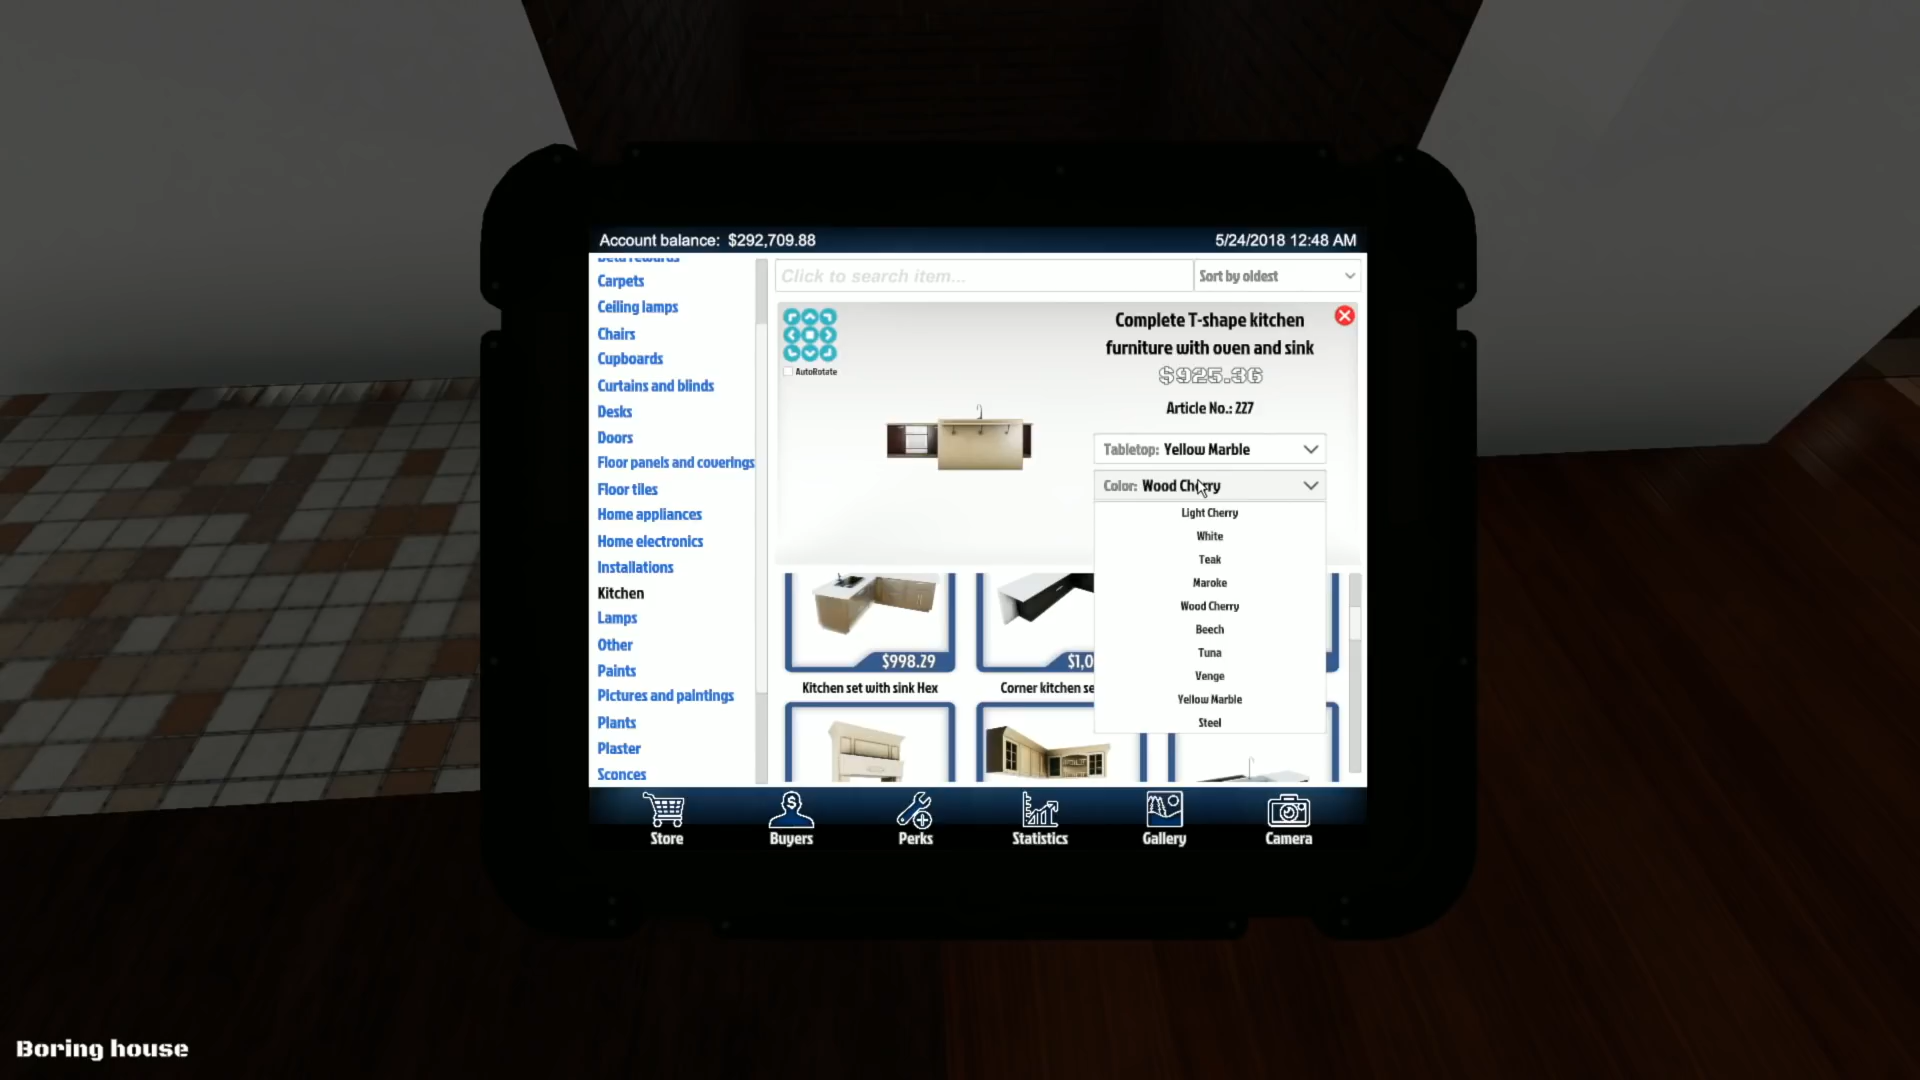 Account balance: $292,709.88
5/24/2018 12:48 AM
Beta rewards
Carpets
Ceiling lamps
Chairs
Cupboards
Curtains and blinds
Desks
Doors
Floor panels and coverings
Floor tiles
Home appliances
Home electronics
Installations
Kitchen
Lamps
Other
Paints
Pictures and paintings
Plants
Plaster
Sconces
Click to search item...
Sort by oldest
AutoRotate
Complete T-shape kitchen
furniture with oven and sink
$925.36
Article No.: 227
Tabletop: Yellow Marble
Color: Wood Cherry
Light Cherry
White
Teak
Maroke
Wood Cherry
Beech
Tuna
Venge
Yellow Marble
Steel
$998.29
$1,0
Kitchen set with sink Hex
Corner kitchen se
Store
Buyers
Perks
Statistics
Gallery
Camera
Boring house